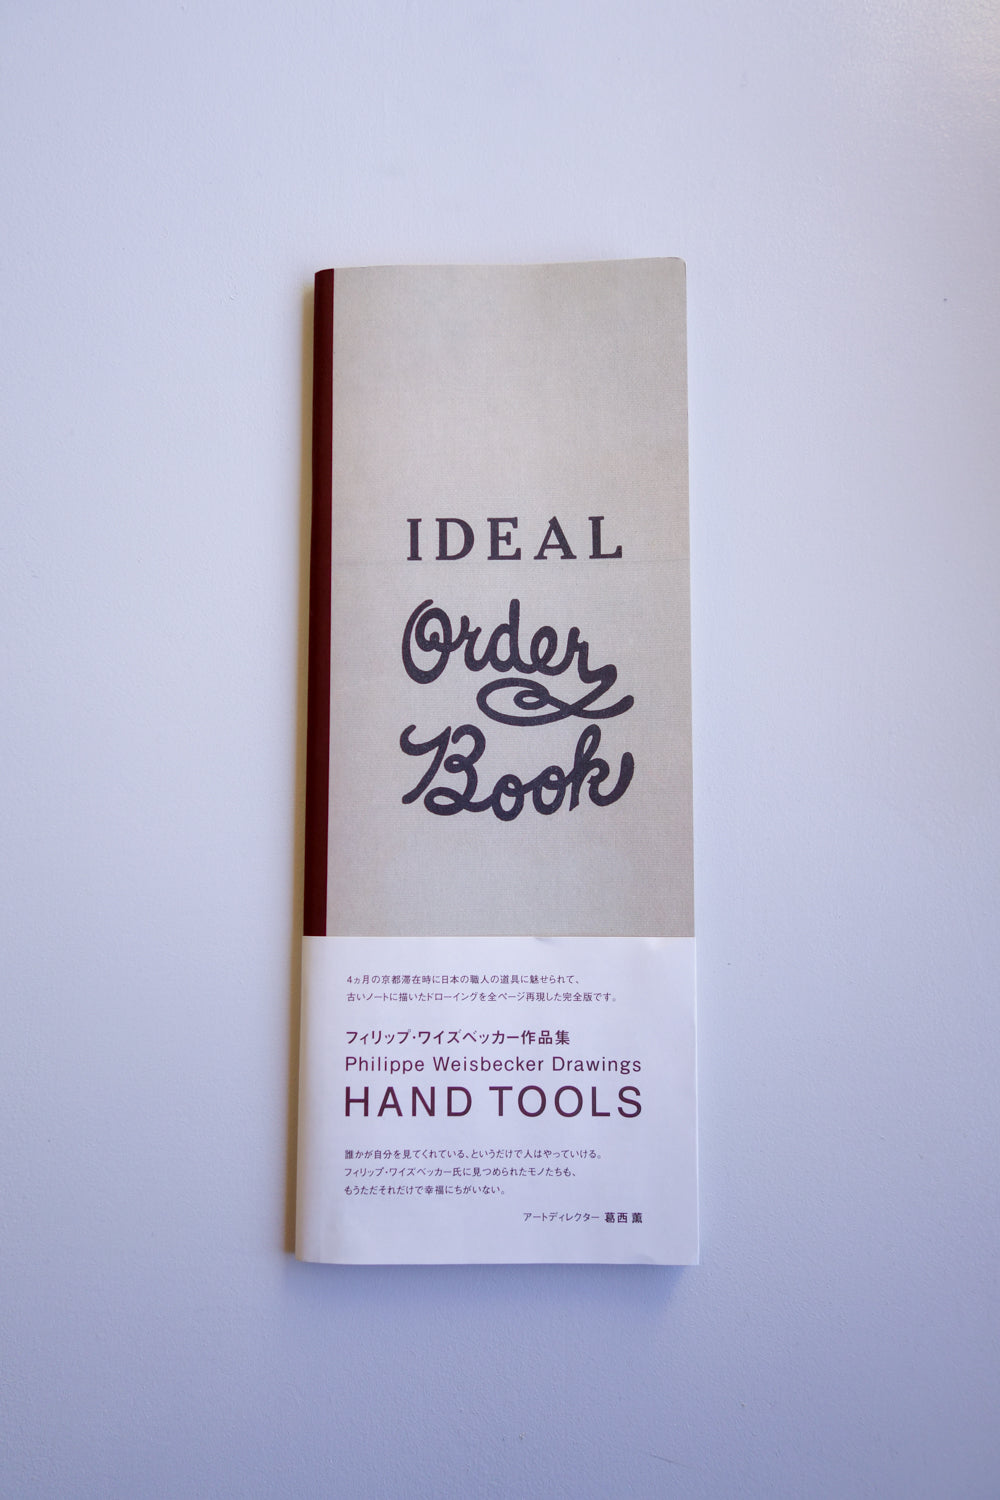 IDEAL
Order
Book
4ヵ月の京都滞在時に日本の職人の道具に魅せられて、
古いノートに描いたドローイングを全ページ再現した完全版です。
フィリップ・ワイズベッカー作品集
Philippe Weisbecker Drawings
HAND TOOLS
誰かが自分を見てくれている、というだけで人はやっていける。
フィリップ・ワイズベッカー氏に見つめられたモノたちも、
もうただそれだけで幸福にちがいない。
アートディレクター 葛西 薫